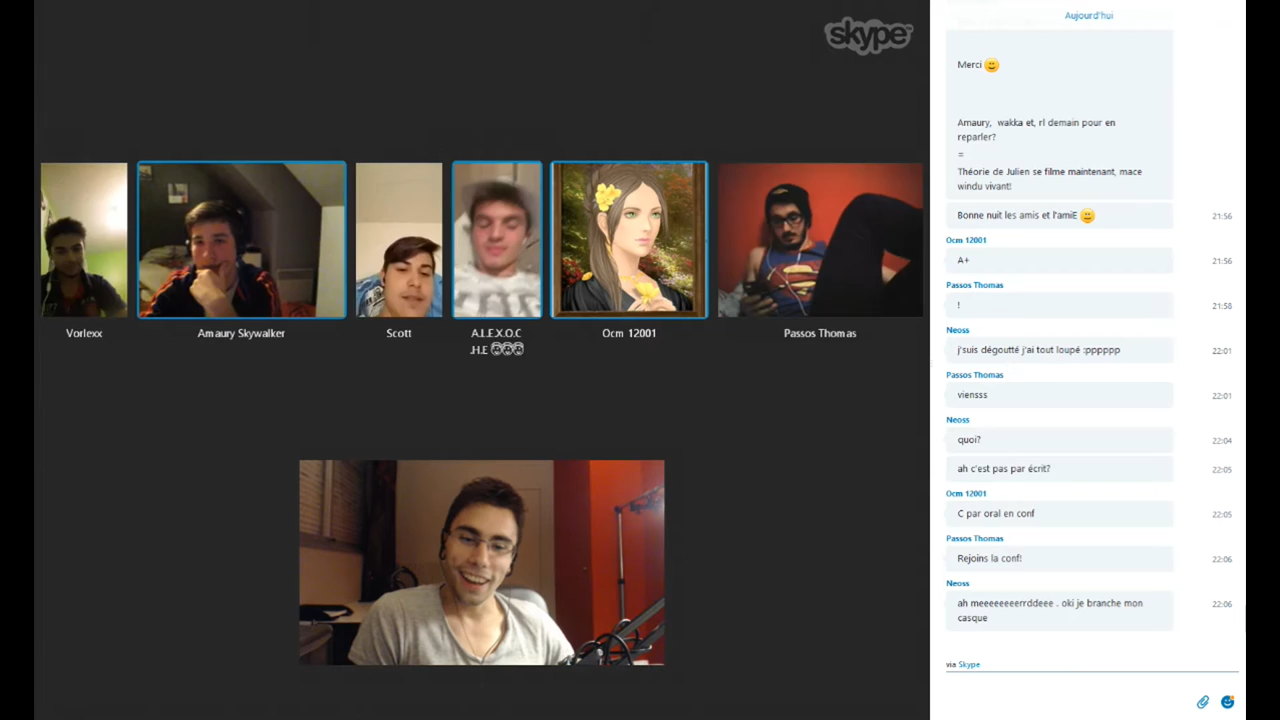 skype™
Vorlexx
Amaury Skywalker
Scott
A.L.E.X.O.C
.H.E
Ocm 12001
Passos Thomas
Aujourd'hui
Merci
Amaury, wakka et, rl demain pour en
reparler?
=
Théorie de Julien se filme maintenant, mace
windu vivant!
Bonne nuit les amis et l'amiE
21:56
Ocm 12001
A+
21:56
Passos Thomas
!
21:58
Neoss
j'suis dégoutté j'ai tout loupé :pppppp
22:01
Passos Thomas
viensss
22:01
Neoss
quoi?
22:04
ah c'est pas par écrit?
22:05
Ocm 12001
C par oral en conf
22:05
Passos Thomas
Rejoins la conf!
22:06
Neoss
ah meeeeeeeerrddeee . oki je branche mon
casque
22:06
via Skype